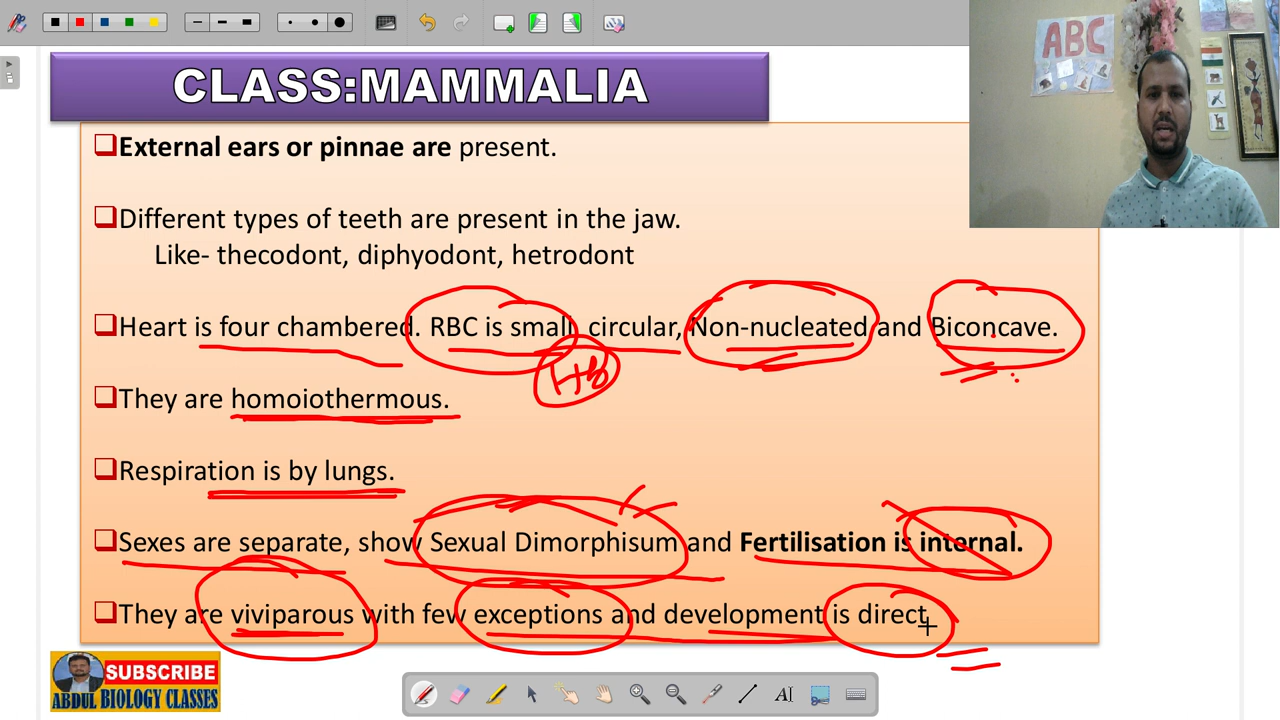 ABC
CLASS:MAMMALIA
External ears or pinnae are present.
Different types of teeth are present in the jaw.
Like- thecodont, diphyodont, hetrodont
Heart is four chambered. RBC is small, circular, Non-nucleated and Biconcave.
Hb
They are homoiothermous.
Respiration is by lungs.
Sexes are separate, show Sexual Dimorphisum and Fertilisation is internal.
They are viviparous with few exceptions and development is direct.
SUBSCRIBE
ABDUL BIOLOGY CLASSES
AI